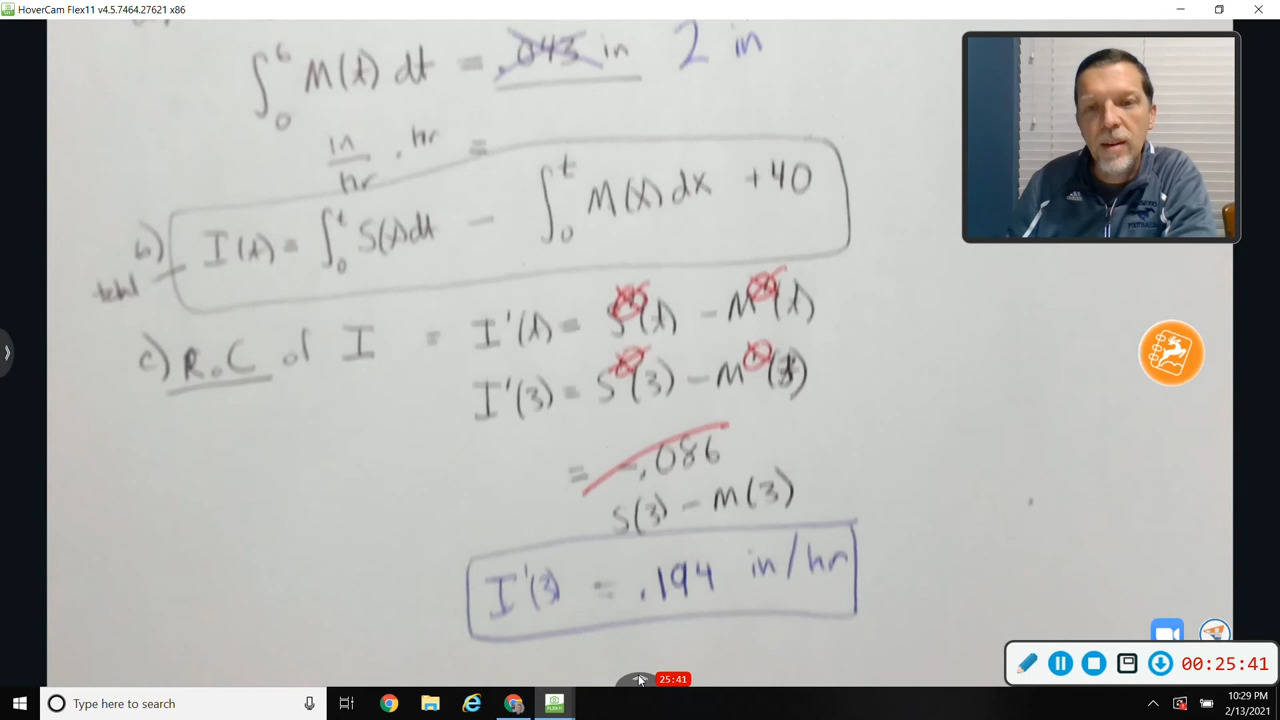 HoverCam Flex11 v4.5.7464.27621 x86
∫₀⁶ M(t) dt = .043 in 2 in
in/hr · hr =
b) I(t) = ∫₀ᵗ S(t)dt − ∫₀ᵗ M(x)dx + 40
total
c) R.C of I = I'(t) = S'(t) − M'(t)
I'(3) = S'(3) − M'(3)
= −.086
S(3) − M(3)
I'(3) = .194 in/hr
00:25:41
25:41
Type here to search
FLEX11
10:29 PM
2/13/2021